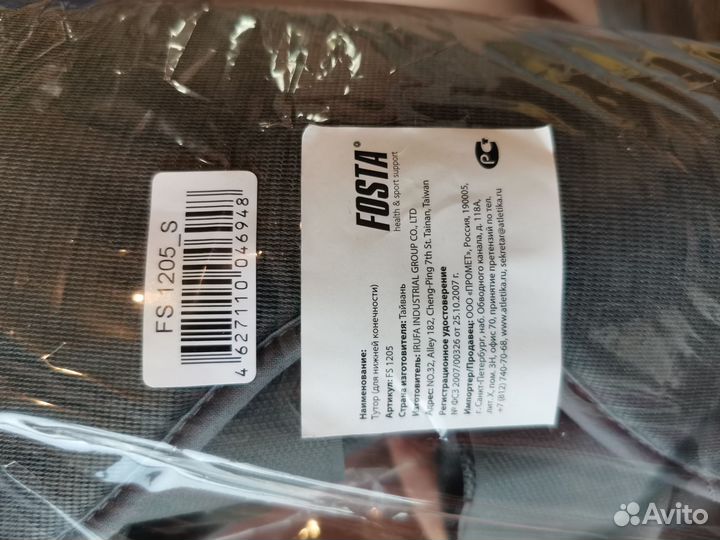 FS 1205_S
4 627110 046948
FOSTA®
health & sport support
Наименование:
Тутор (для нижней конечности)
Артикул: FS 1205
Страна изготовителя: Тайвань
Изготовитель: IRUFA INDUSTRIAL GROUP CO., LTD
Адрес: NO.32, Alley 182, Cheng-Ping 7th St. Tainan, Taiwan
Регистрационное удостоверение
№ ФСЗ 2007/00326 от 25.10.2007 г.
Импортер/Продавец: ООО «ПРОМЕТ», Россия, 190005,
г. Санкт-Петербург, наб. Обводного канала, д. 118А,
лит. Х, пом. 3Н, офис 70, принятие претензий по тел.
+7 (812) 740-70-68, www.atletika.ru, sekretar@atletika.ru
РС
Avito